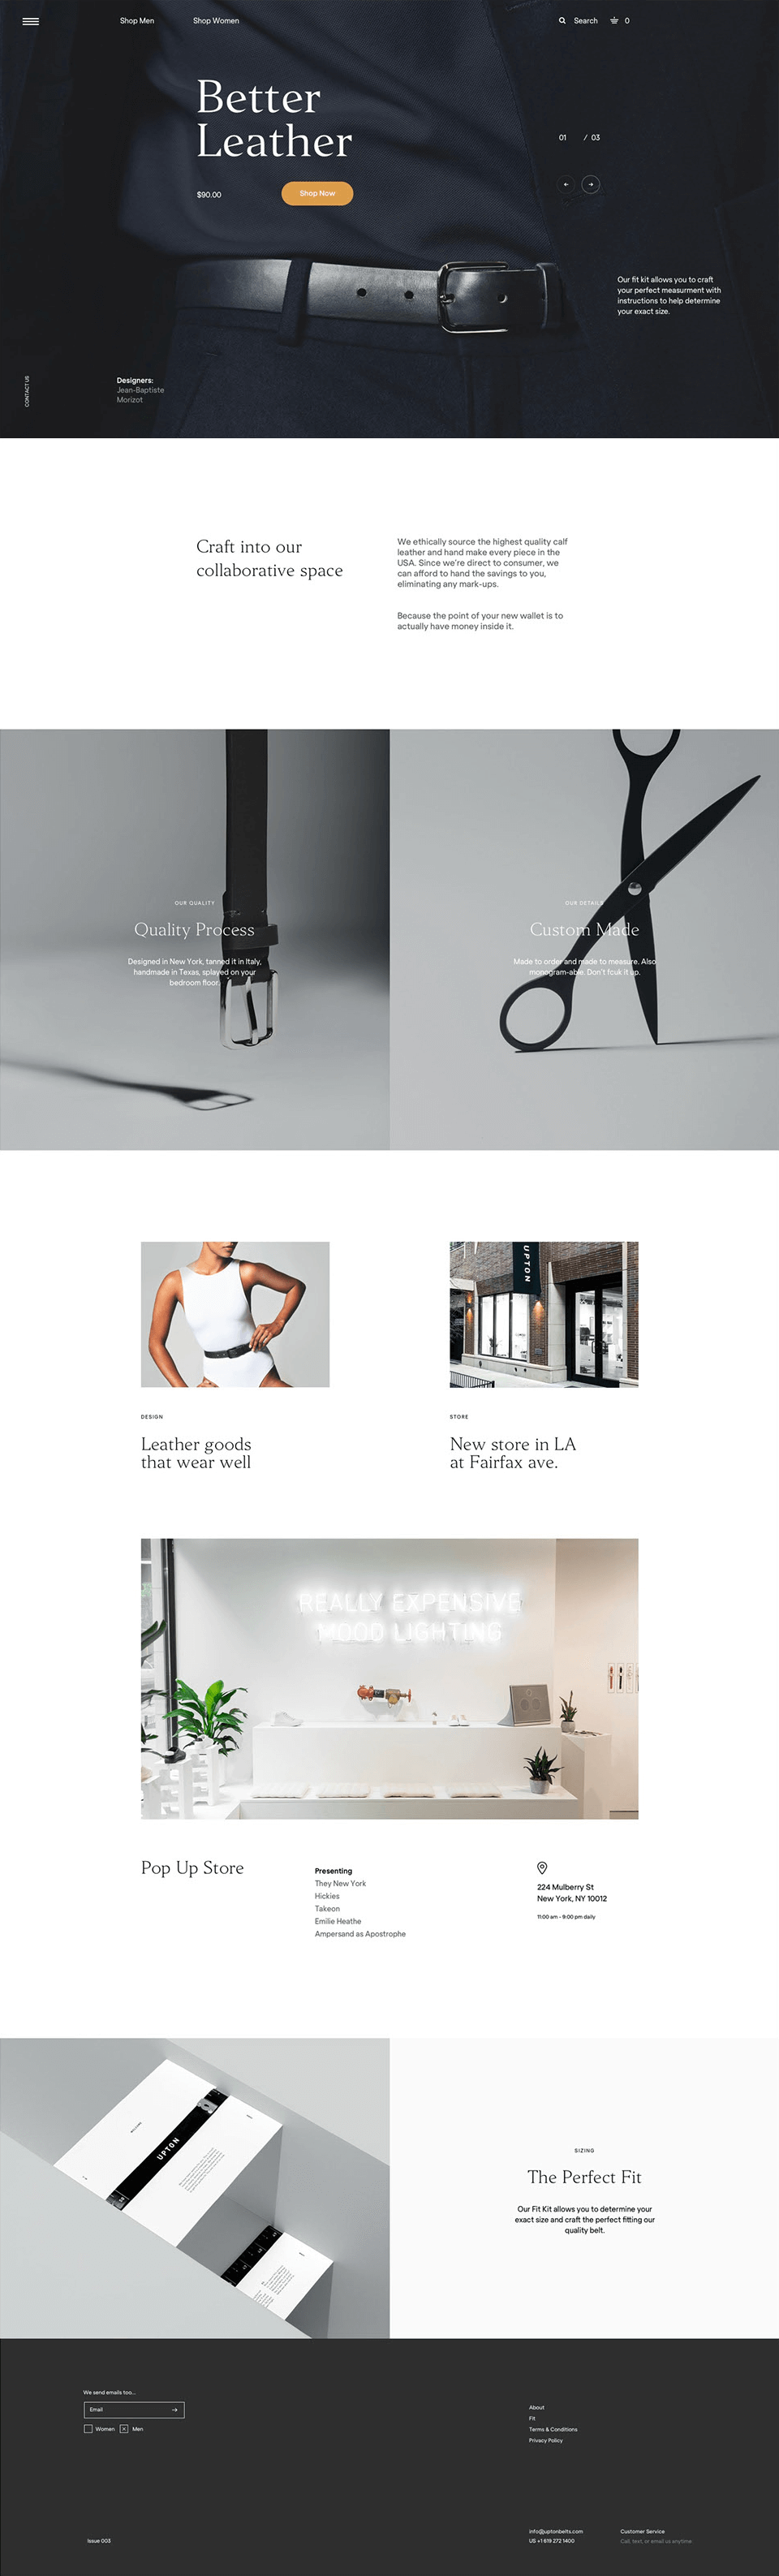 Shop Men
Shop Women
Search
0
Better
Leather
01 / 03
$90.00
Shop Now
Our fit kit allows you to craft
your perfect measurment with
instructions to help determine
your exact size.
CONTACT US
Designers:
Jean-Baptiste
Morizot
Craft into our
collaborative space
We ethically source the highest quality calf
leather and hand make every piece in the
USA. Since we're direct to consumer, we
can afford to hand the savings to you,
eliminating any mark-ups.
Because the point of your new wallet is to
actually have money inside it.
OUR QUALITY
Quality Process
Designed in New York, tanned it in Italy,
handmade in Texas, splayed on your
bedroom floor.
OUR DETAILS
Custom Made
Made to order and made to measure. Also
monogram-able. Don't fcuk it up.
UPTON
DESIGN
Leather goods
that wear well
STORE
New store in LA
at Fairfax ave.
REALLY EXPENSIVE
MOOD LIGHTING
Pop Up Store
Presenting
They New York
Hickies
Takeon
Emilie Heathe
Ampersand as Apostrophe
224 Mulberry St
New York, NY 10012
11:00 am - 9:00 pm daily
UPTON
SIZING
The Perfect Fit
Our Fit Kit allows you to determine your
exact size and craft the perfect fitting our
quality belt.
We send emails too...
Email
Women
Men
About
Fit
Terms & Conditions
Privacy Policy
Issue 003
info@uptonbelts.com
US +1 619 272 1400
Customer Service
Call, text, or email us anytime.